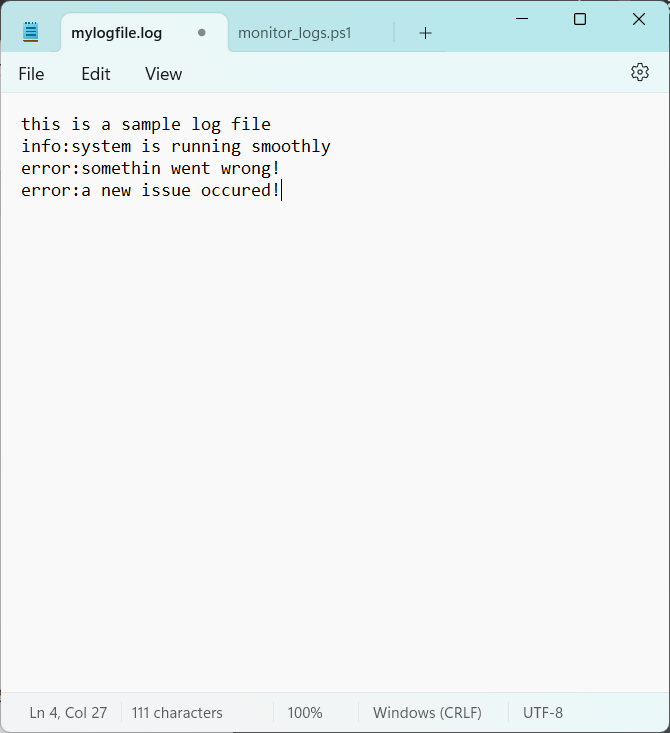 mylogfile.log monitor_logs.ps1
File Edit View
this is a sample log file
info:system is running smoothly
error:somethin went wrong!
error:a new issue occured!
Ln 4, Col 27 111 characters 100% Windows (CRLF) UTF-8